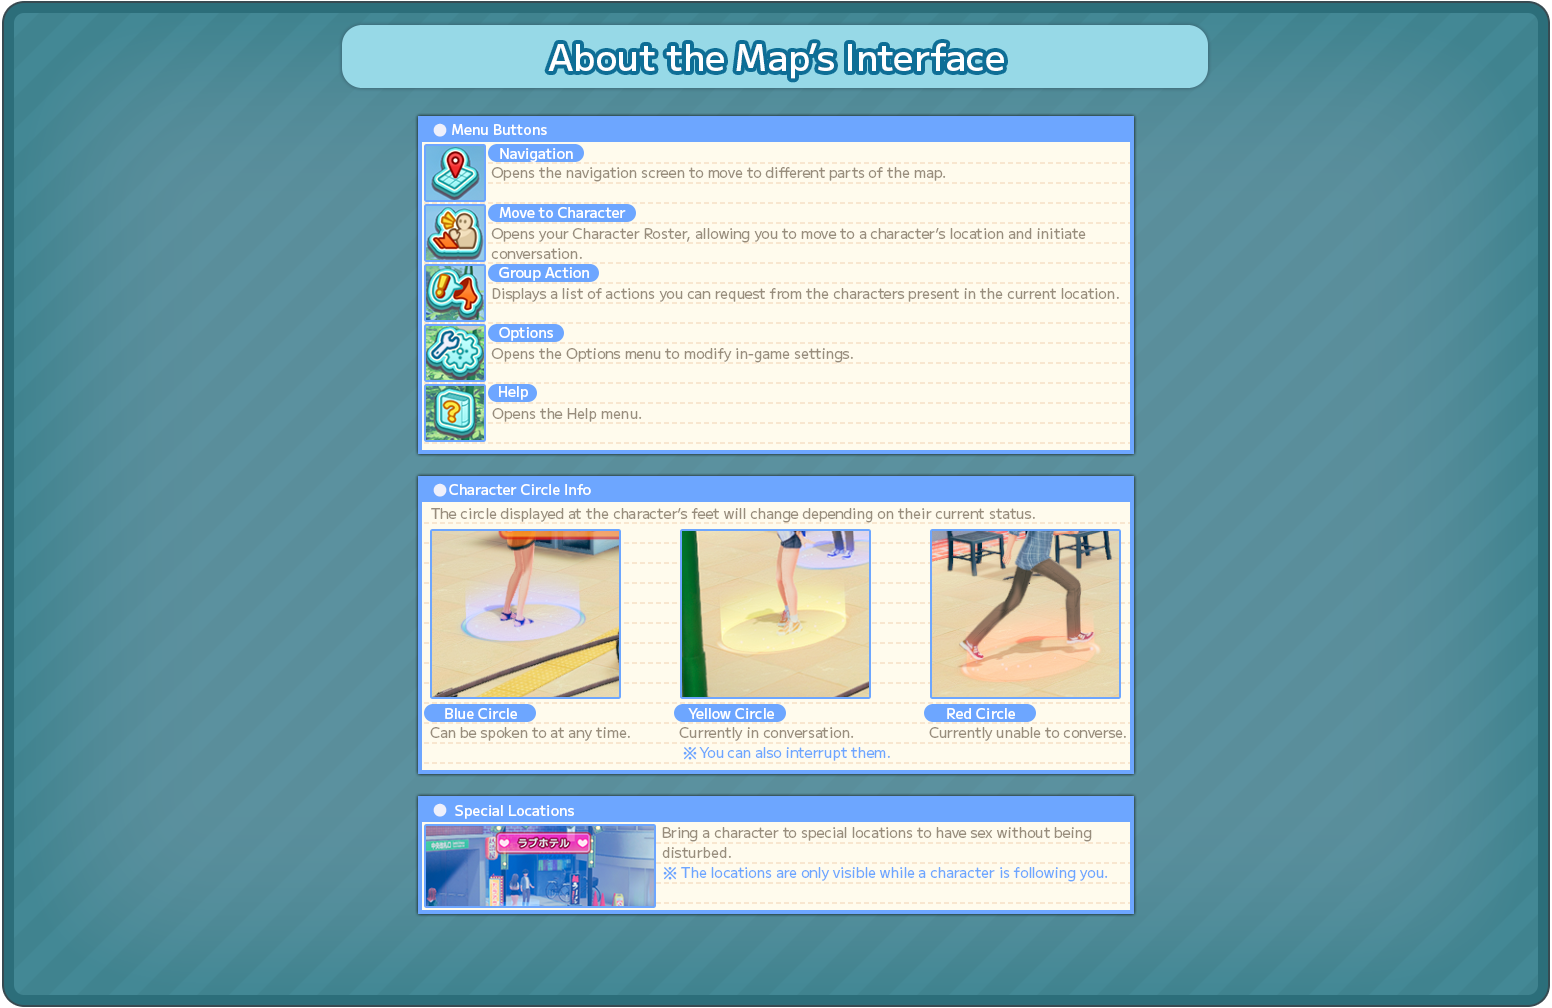 About the Map's Interface
Menu Buttons
Navigation
Opens the navigation screen to move to different parts of the map.
Move to Character
Opens your Character Roster, allowing you to move to a character's location and initiate
conversation.
Group Action
Displays a list of actions you can request from the characters present in the current location.
Options
Opens the Options menu to modify in-game settings.
Help
Opens the Help menu.
Character Circle Info
The circle displayed at the character's feet will change depending on their current status.
Blue Circle
Can be spoken to at any time.
Yellow Circle
Currently in conversation.
※ You can also interrupt them.
Red Circle
Currently unable to converse.
Special Locations
ラブホテル
Bring a character to special locations to have sex without being
disturbed.
※ The locations are only visible while a character is following you.